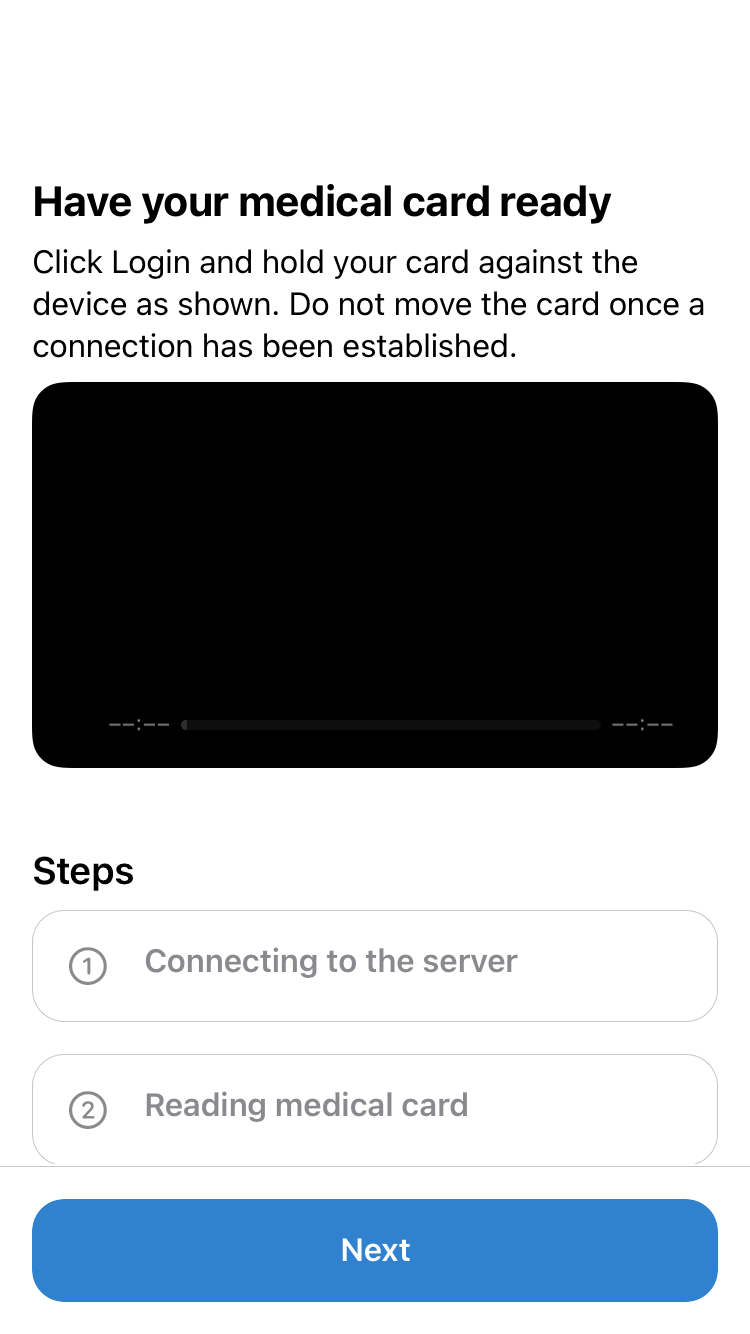 Have your medical card ready
Click Login and hold your card against the
device as shown. Do not move the card once a
connection has been established.
--:-- --:--
Steps
1 Connecting to the server
2 Reading medical card
Next